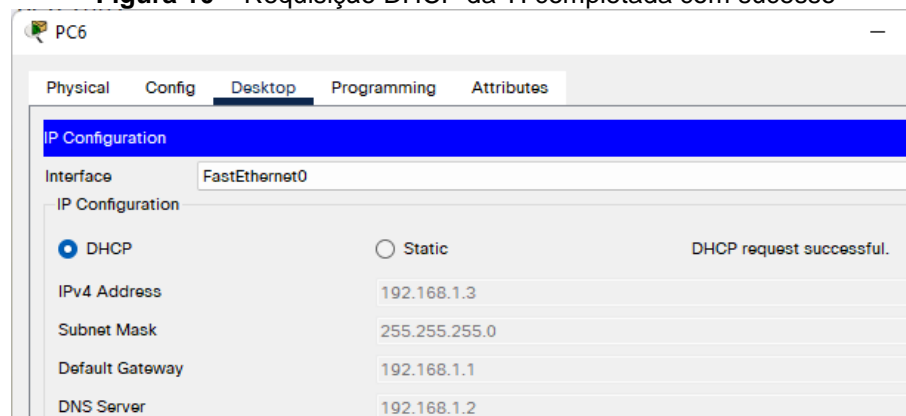 Figura 10 – Requisição DHCP da TI completada com sucesso
PC6
Physical Config Desktop Programming Attributes
IP Configuration
Interface FastEthernet0
IP Configuration
DHCP Static DHCP request successful.
IPv4 Address 192.168.1.3
Subnet Mask 255.255.255.0
Default Gateway 192.168.1.1
DNS Server 192.168.1.2